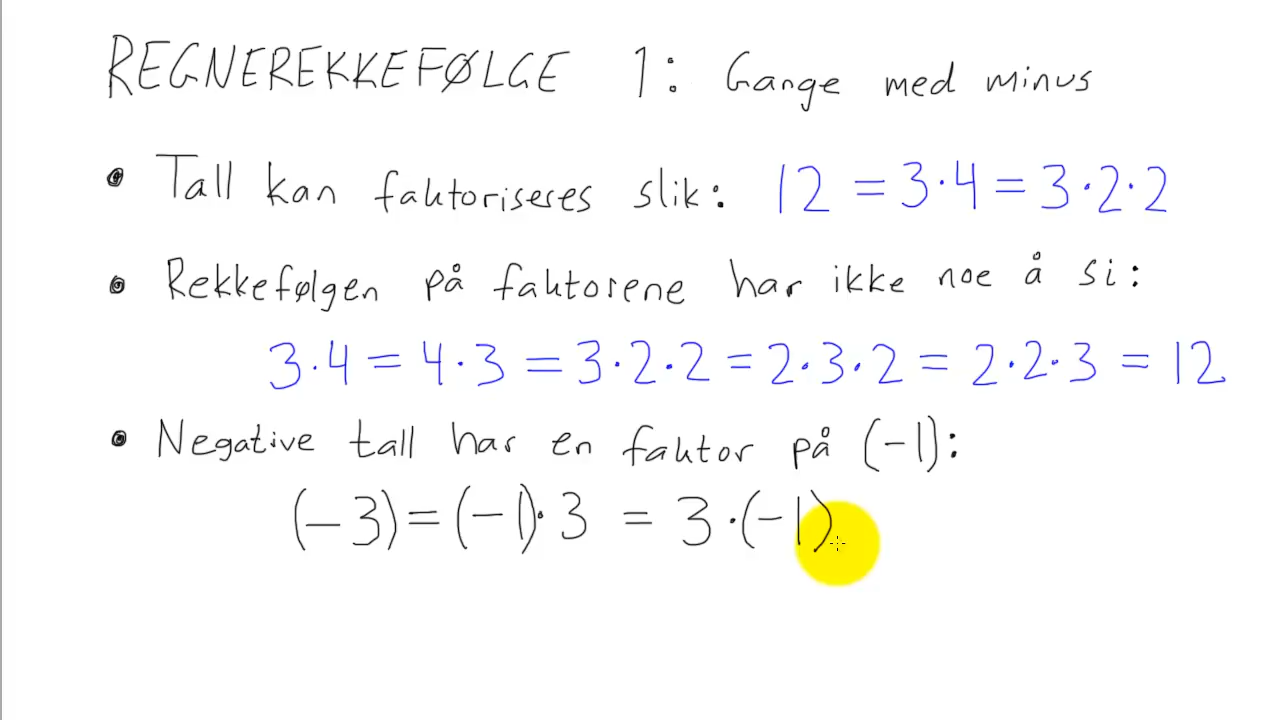 REGNEREKKEFØLGE 1: Gange med minus
• Tall kan faktoriseres slik: 12 = 3·4 = 3·2·2
• Rekkefølgen på faktorene har ikke noe å si:
3·4 = 4·3 = 3·2·2 = 2·3·2 = 2·2·3 = 12
• Negative tall har en faktor på (-1):
(-3) = (-1)·3 = 3·(-1)